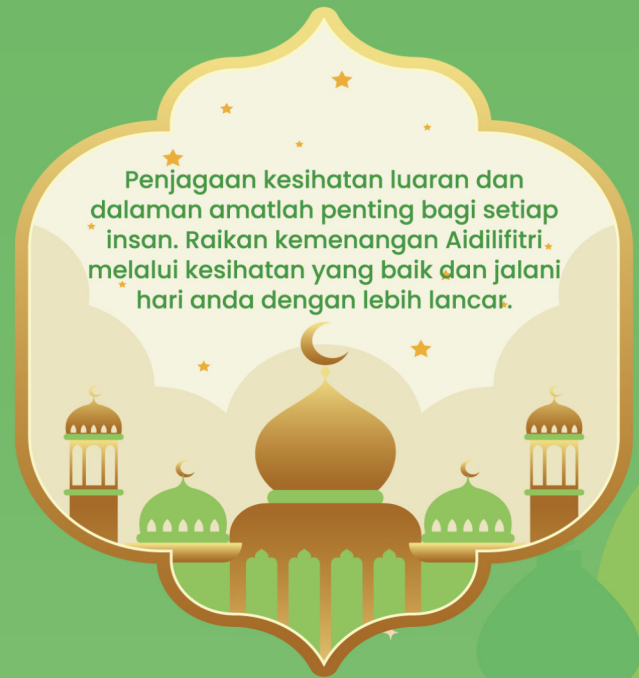 Penjagaan kesihatan luaran dan
dalaman amatlah penting bagi setiap
insan. Raikan kemenangan Aidilifitri
melalui kesihatan yang baik dan jalani
hari anda dengan lebih lancar.